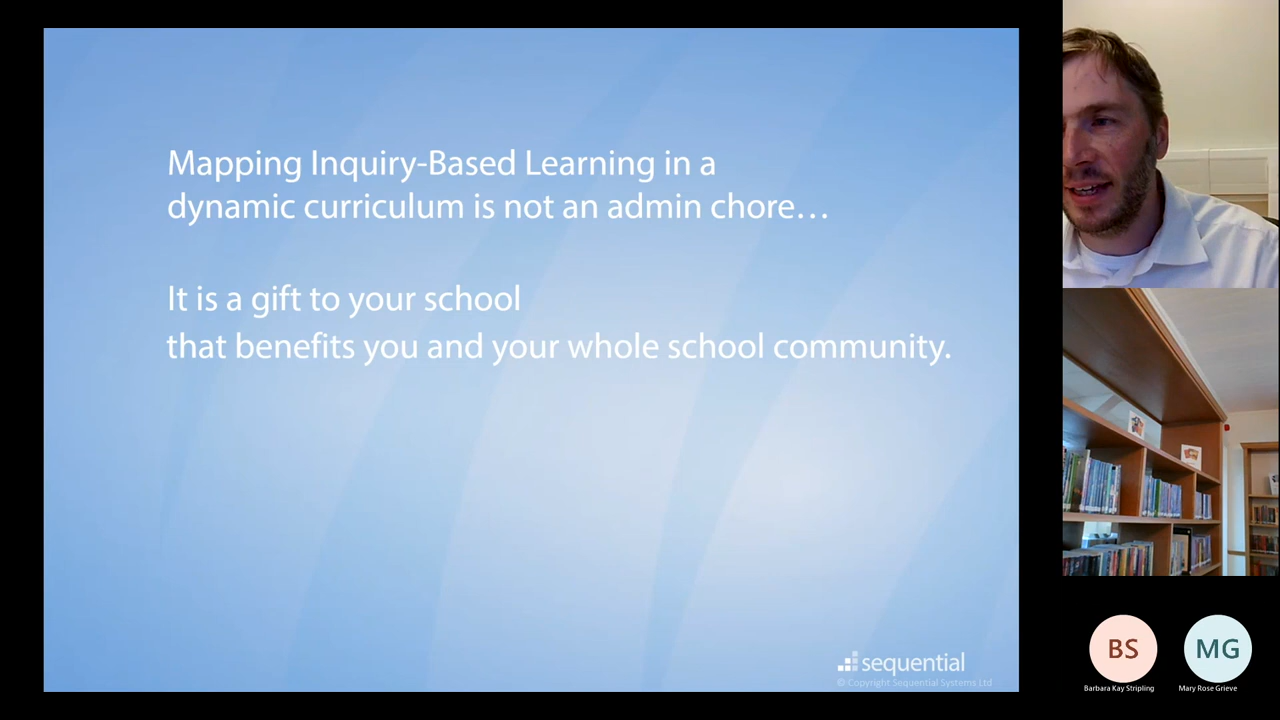 Mapping Inquiry-Based Learning in a
dynamic curriculum is not an admin chore…
It is a gift to your school
that benefits you and your whole school community.
sequential
© Copyright Sequential Systems Ltd
BS
MG
Barbara Kay Stripling
Mary Rose Grieve